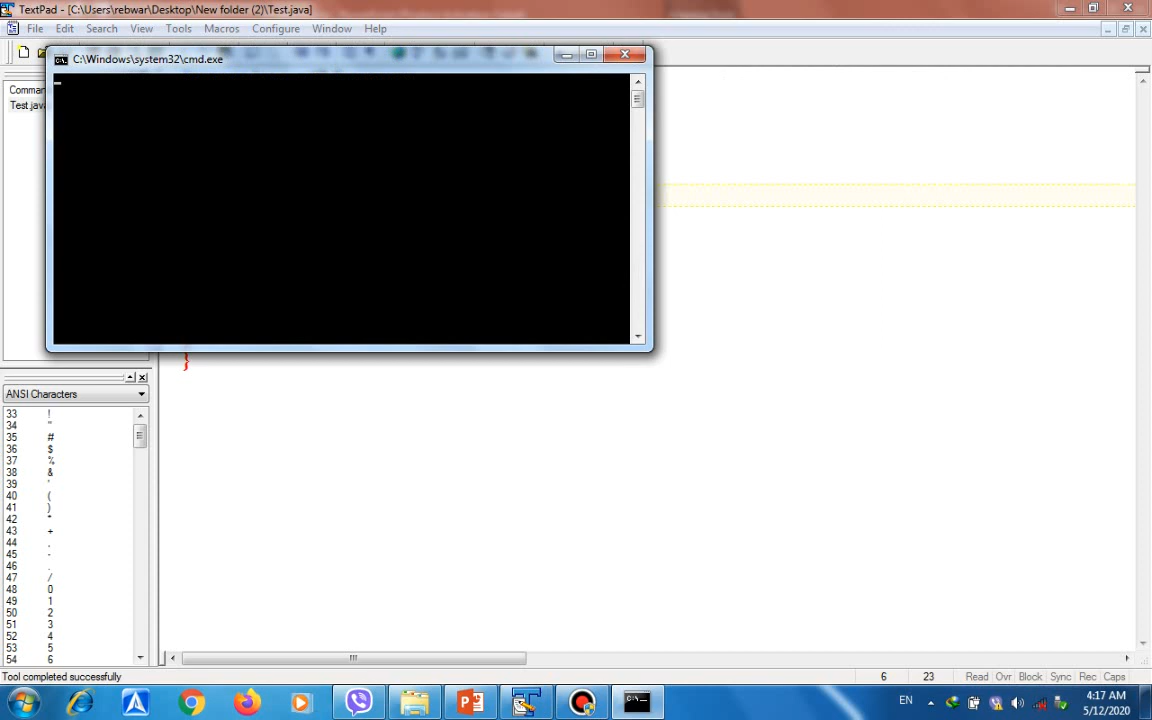 TextPad - [C:\Users\rebwar\Desktop\New folder (2)\Test.java]
File Edit Search View Tools Macros Configure Window Help
C:\Windows\system32\cmd.exe
Test.java
}
ANSI Characters
33 !
34 "
35 #
36 $
37 %
38 &
39 '
40 (
41 )
42 *
43 +
44 ,
45 -
46 .
47 /
48 0
49 1
50 2
51 3
52 4
53 5
54 6
Tool completed successfully
6 23 Read Ovr Block Sync Rec Caps
EN
4:17 AM
5/12/2020